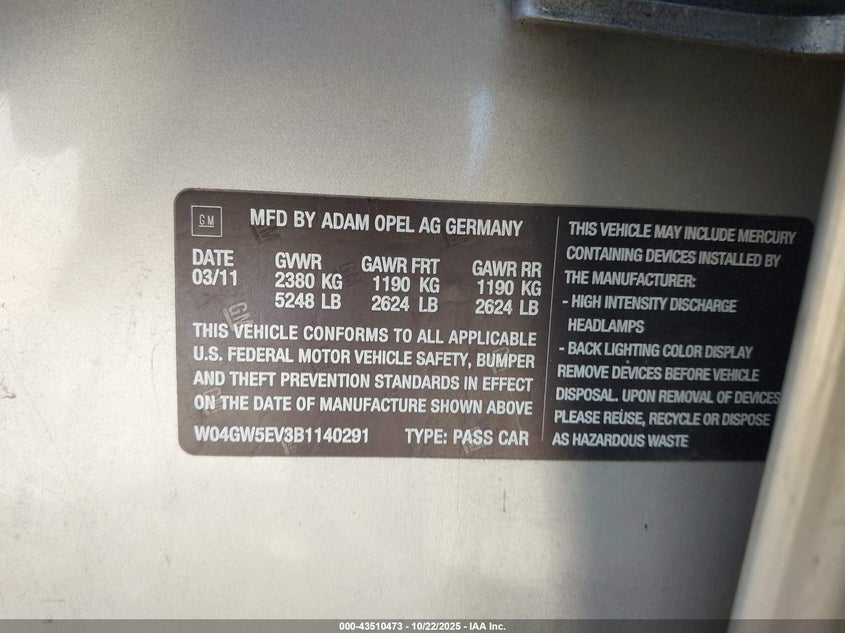 GM
MFD BY ADAM OPEL AG GERMANY
DATE
03/11
GVWR
2380 KG
5248 LB
GAWR FRT
1190 KG
2624 LB
GAWR RR
1190 KG
2624 LB
THIS VEHICLE CONFORMS TO ALL APPLICABLE
U.S. FEDERAL MOTOR VEHICLE SAFETY, BUMPER
AND THEFT PREVENTION STANDARDS IN EFFECT
ON THE DATE OF MANUFACTURE SHOWN ABOVE
W04GW5EV3B1140291 TYPE: PASS CAR
THIS VEHICLE MAY INCLUDE MERCURY
CONTAINING DEVICES INSTALLED BY
THE MANUFACTURER:
- HIGH INTENSITY DISCHARGE
HEADLAMPS
- BACK LIGHTING COLOR DISPLAY
REMOVE DEVICES BEFORE VEHICLE
DISPOSAL. UPON REMOVAL OF DEVICES
PLEASE REUSE, RECYCLE OR DISPOSE
AS HAZARDOUS WASTE
000-43510473 - 10/22/2025 - IAA Inc.